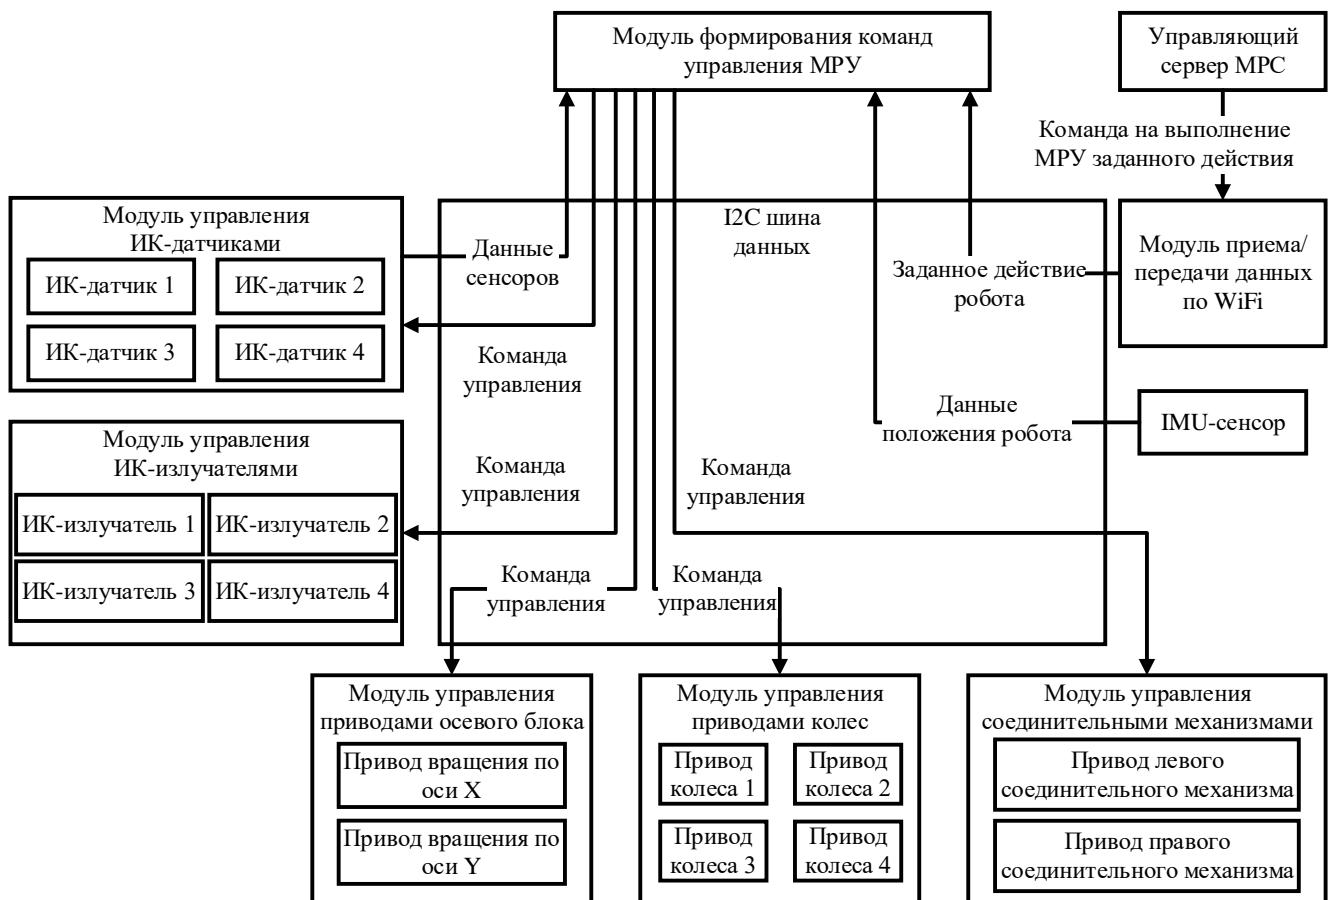 Модуль формирования команд
управления МРУ
Управляющий
сервер МРС
Команда на выполнение
МРУ заданного действия
Модуль управления
ИК-датчиками
ИК-датчик 1
ИК-датчик 2
ИК-датчик 3
ИК-датчик 4
Данные
сенсоров
I2C шина
данных
Заданное действие
робота
Модуль приема/
передачи данных
по WiFi
Команда
управления
Данные
положения робота
IMU-сенсор
Модуль управления
ИК-излучателями
ИК-излучатель 1
ИК-излучатель 2
ИК-излучатель 3
ИК-излучатель 4
Команда
управления
Команда
управления
Команда
управления
Команда
управления
Модуль управления
приводами осевого блока
Привод вращения по
оси X
Привод вращения по
оси Y
Модуль управления
приводами колес
Привод
колеса 1
Привод
колеса 2
Привод
колеса 3
Привод
колеса 4
Модуль управления
соединительными механизмами
Привод левого
соединительного механизма
Привод правого
соединительного механизма